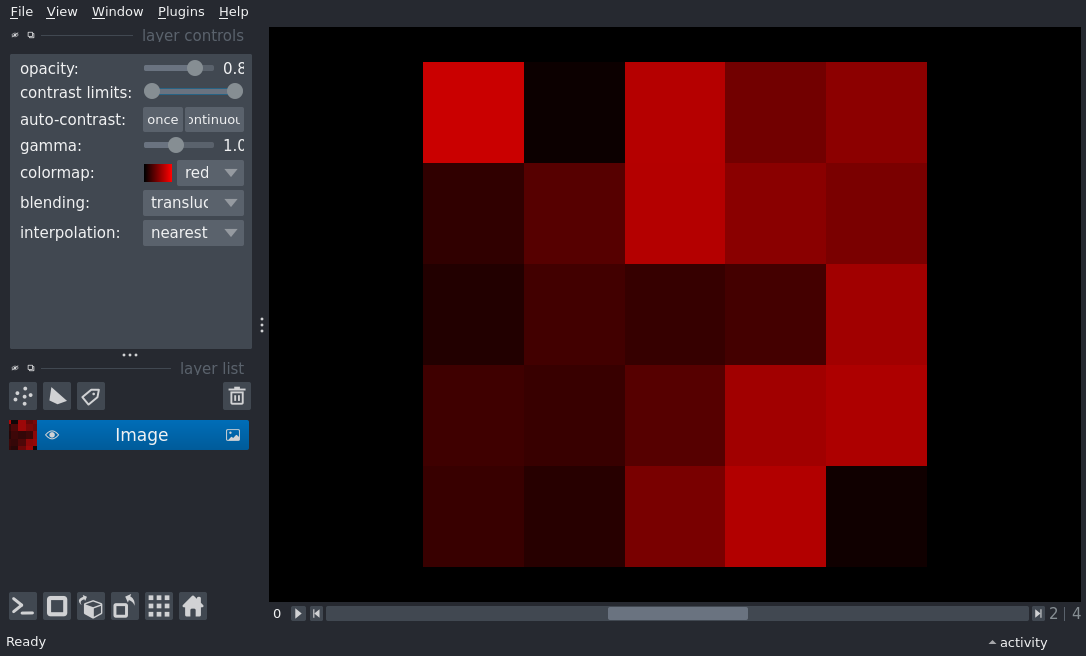 File View Window Plugins Help
layer controls
opacity: 0.8
contrast limits:
auto-contrast: once ontinuou
gamma: 1.0
colormap: red
blending: transluc
interpolation: nearest
layer list
Image
0 2 | 4
Ready activity